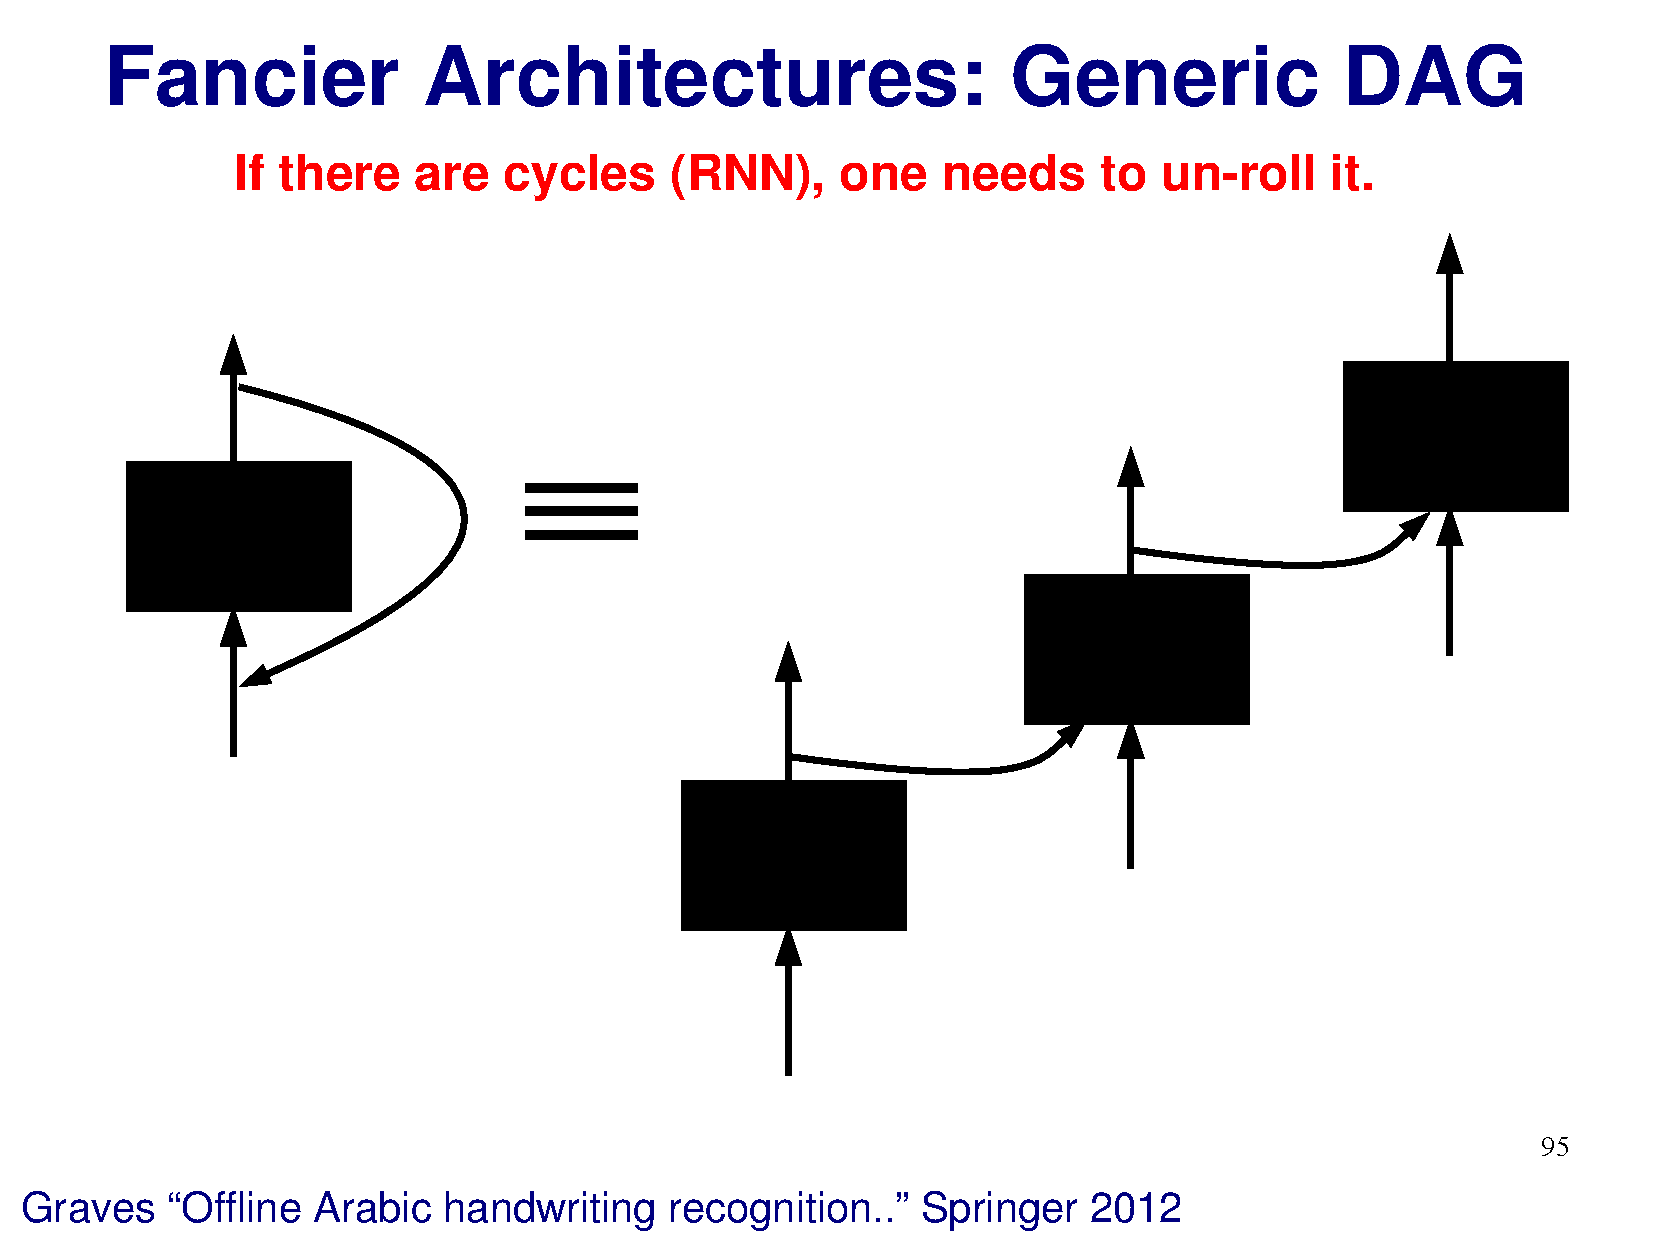 Fancier Architectures: Generic DAG
If there are cycles (RNN), one needs to un-roll it.
95
Graves “Offline Arabic handwriting recognition..” Springer 2012